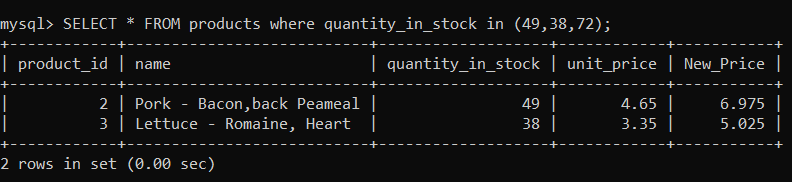 mysql> SELECT * FROM products where quantity_in_stock in (49,38,72);
+------------+------------------------------+-------------------+------------+-----------+
| product_id | name                         | quantity_in_stock | unit_price | New_Price |
+------------+------------------------------+-------------------+------------+-----------+
|          2 | Pork - Bacon,back Peameal    |                49 |       4.65 |     6.975 |
|          3 | Lettuce - Romaine, Heart     |                38 |       3.35 |     5.025 |
+------------+------------------------------+-------------------+------------+-----------+
2 rows in set (0.00 sec)